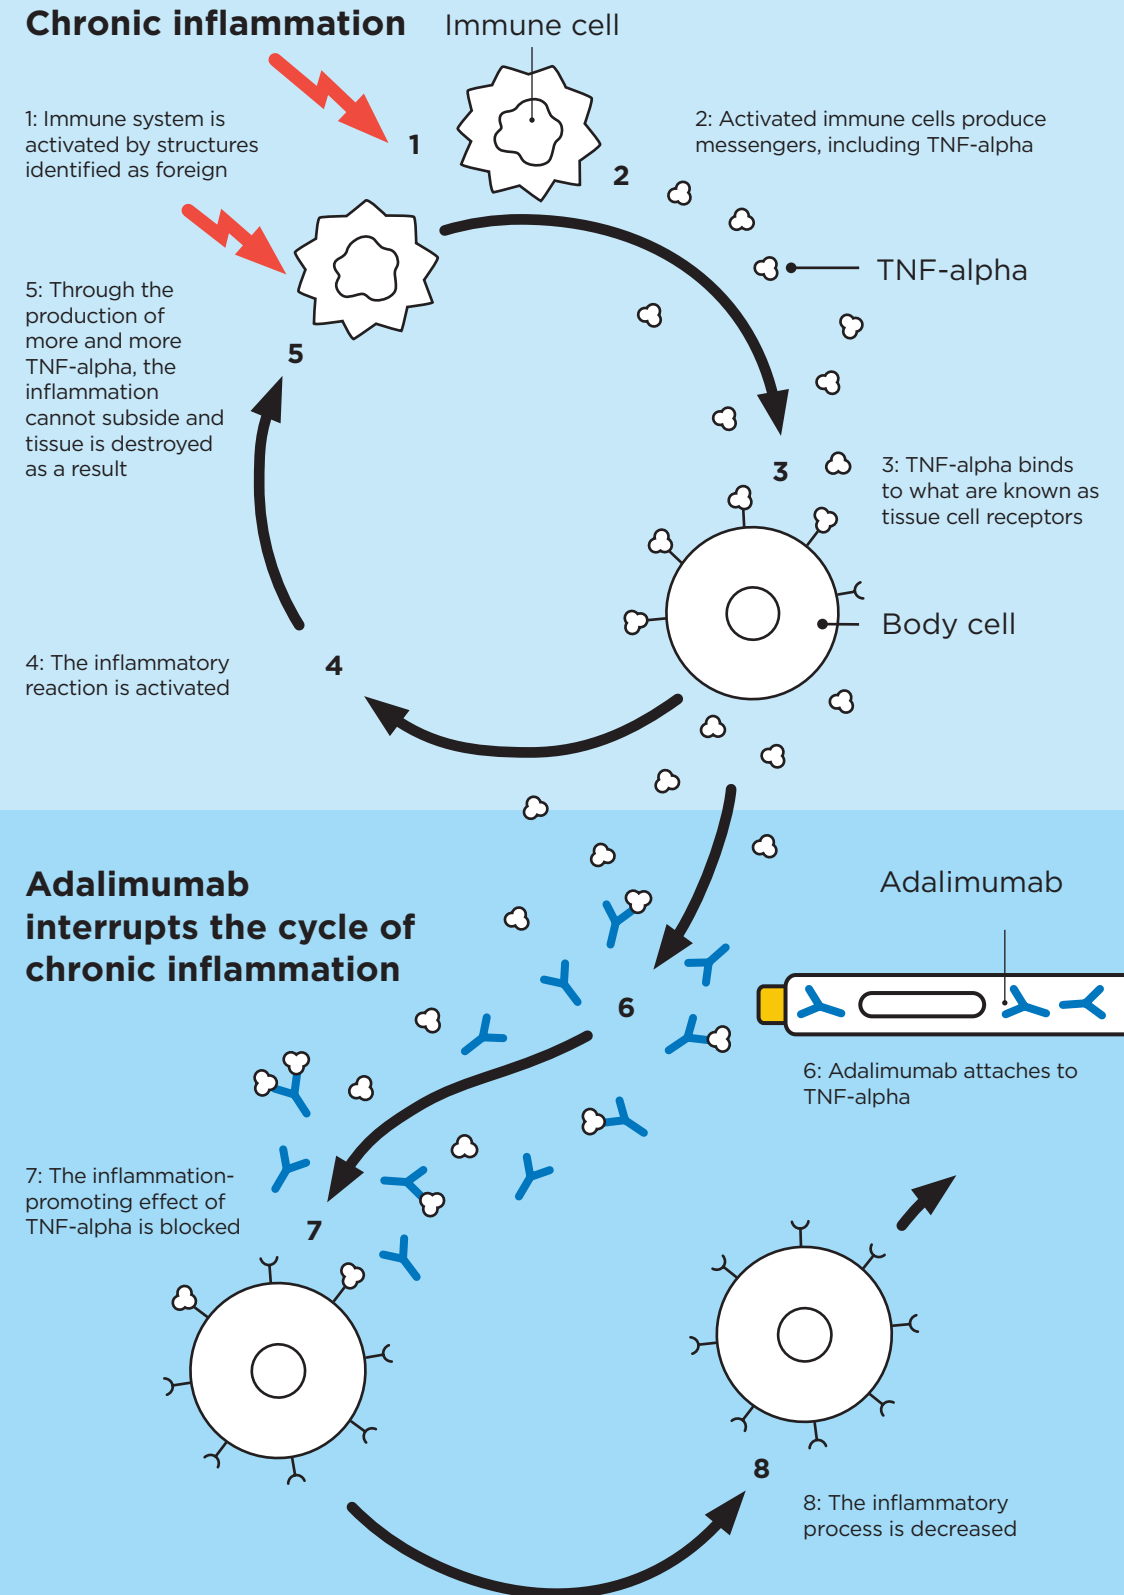 Chronic inflammation
Immune cell
1: Immune system is
activated by structures
identified as foreign
1
2
2: Activated immune cells produce
messengers, including TNF-alpha
TNF-alpha
5: Through the
production of
more and more
TNF-alpha, the
inflammation
cannot subside and
tissue is destroyed
as a result
5
3
3: TNF-alpha binds
to what are known as
tissue cell receptors
Body cell
4: The inflammatory
reaction is activated
4
Adalimumab
interrupts the cycle of
chronic inflammation
Adalimumab
6
6: Adalimumab attaches to
TNF-alpha
7: The inflammation-
promoting effect of
TNF-alpha is blocked
7
8
8: The inflammatory
process is decreased